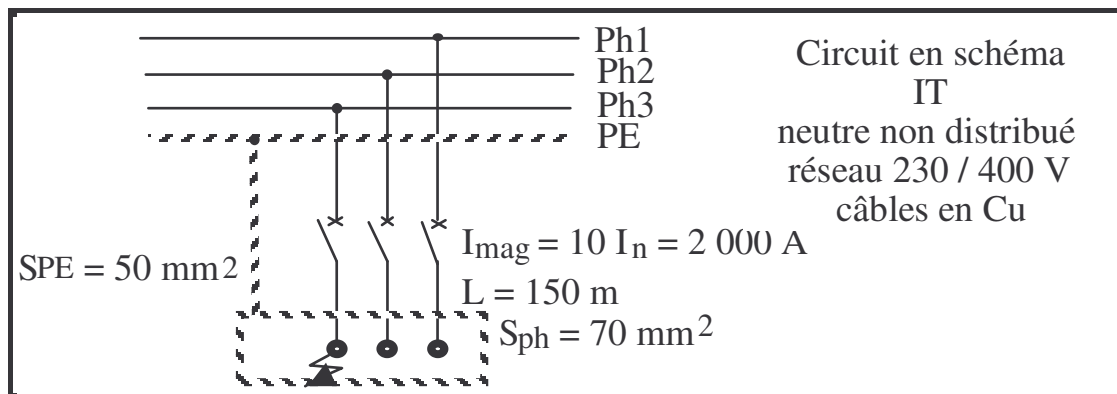 Ph1
Ph2
Ph3
PE
Circuit en schéma
IT
neutre non distribué
réseau 230 / 400 V
câbles en Cu
Imag = 10 In = 2 000 A
SPE = 50 mm2
L = 150 m
Sph = 70 mm2